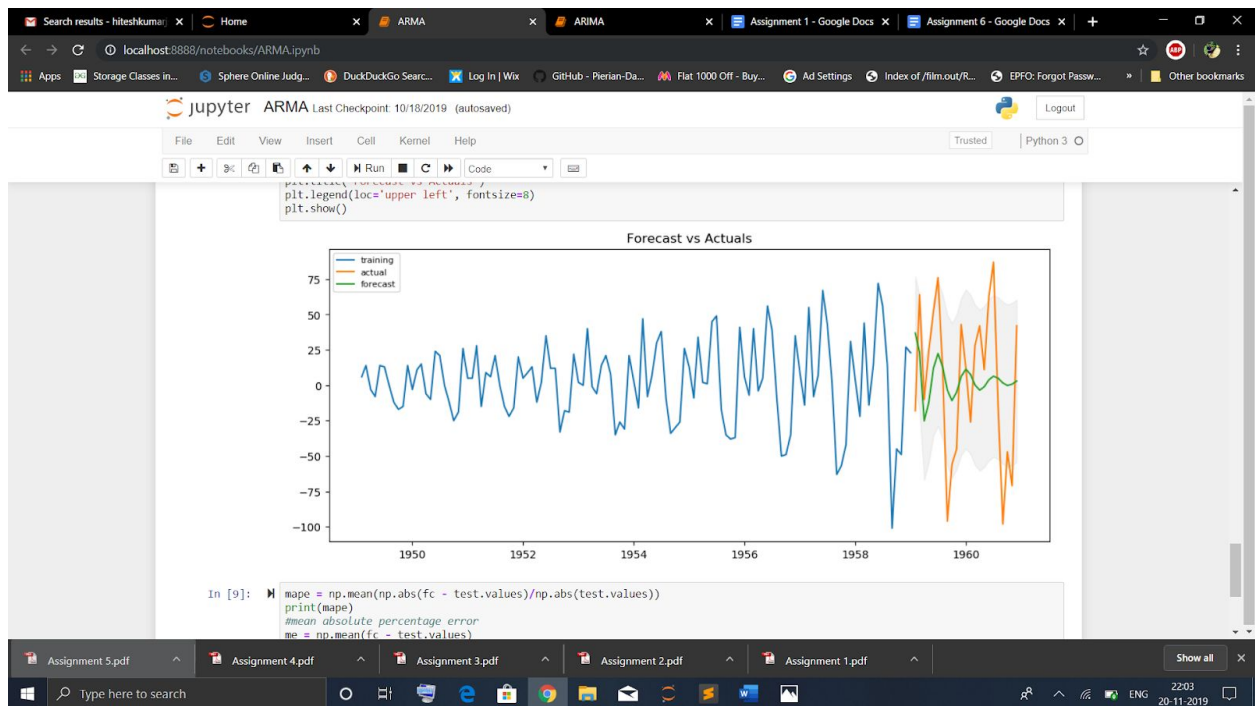 Search results - hiteshkumarj
Home
ARMA
ARIMA
Assignment 1 - Google Docs
Assignment 6 - Google Docs
localhost:8888/notebooks/ARMA.ipynb
ABP
Apps
Storage Classes in...
Sphere Online Judg...
DuckDuckGo Searc...
Log In | Wix
GitHub - Pierian-Da...
Flat 1000 Off - Buy...
Ad Settings
Index of /film.out/R...
EPFO: Forgot Passw...
»
Other bookmarks
jupyter ARMA Last Checkpoint: 10/18/2019 (autosaved)
Logout
File Edit View Insert Cell Kernel Help
Trusted
Python 3
Run
Code
plt.title('Forecast vs Actuals')
plt.legend(loc='upper left', fontsize=8)
plt.show()
Forecast vs Actuals
training
actual
forecast
75
50
25
0
−25
−50
−75
−100
1950 1952 1954 1956 1958 1960
In [9]:
mape = np.mean(np.abs(fc - test.values)/np.abs(test.values))
print(mape)
#mean absolute percentage error
me = np.mean(fc - test.values)
Assignment 5.pdf
Assignment 4.pdf
Assignment 3.pdf
Assignment 2.pdf
Assignment 1.pdf
Show all
Type here to search
ENG
22:03
20-11-2019